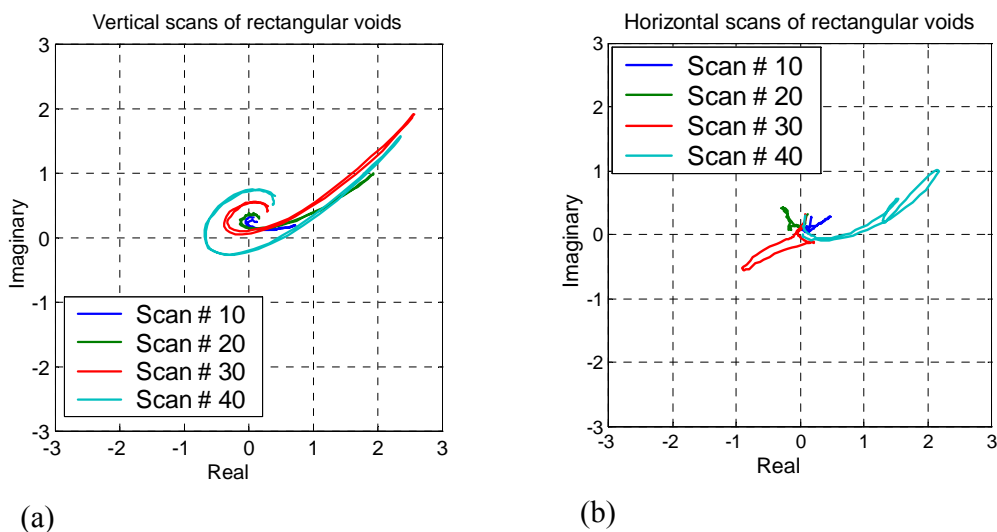 Vertical scans of rectangular voids
3
2
1
0
-1
-2
-3
Imaginary
Scan # 10
Scan # 20
Scan # 30
Scan # 40
-3 -2 -1 0 1 2 3
Real
(a)
Horizontal scans of rectangular voids
3
2
1
0
-1
-2
-3
Imaginary
Scan # 10
Scan # 20
Scan # 30
Scan # 40
-3 -2 -1 0 1 2 3
Real
(b)